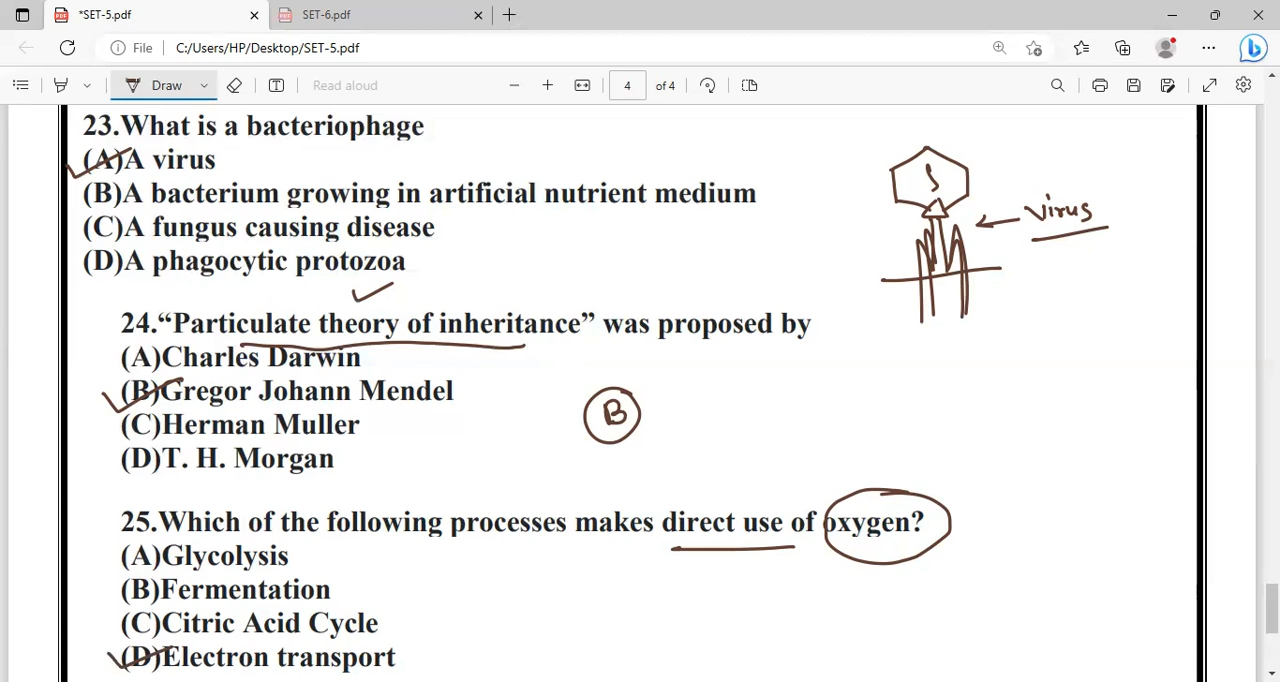 *SET-5.pdf
SET-6.pdf
File
C:/Users/HP/Desktop/SET-5.pdf
Draw
Read aloud
4
of 4
23.What is a bacteriophage
(A)A virus
(B)A bacterium growing in artificial nutrient medium
(C)A fungus causing disease
(D)A phagocytic protozoa
virus
24.“Particulate theory of inheritance” was proposed by
(A)Charles Darwin
(B)Gregor Johann Mendel
(C)Herman Muller
(D)T. H. Morgan
B
25.Which of the following processes makes direct use of oxygen?
(A)Glycolysis
(B)Fermentation
(C)Citric Acid Cycle
(D)Electron transport